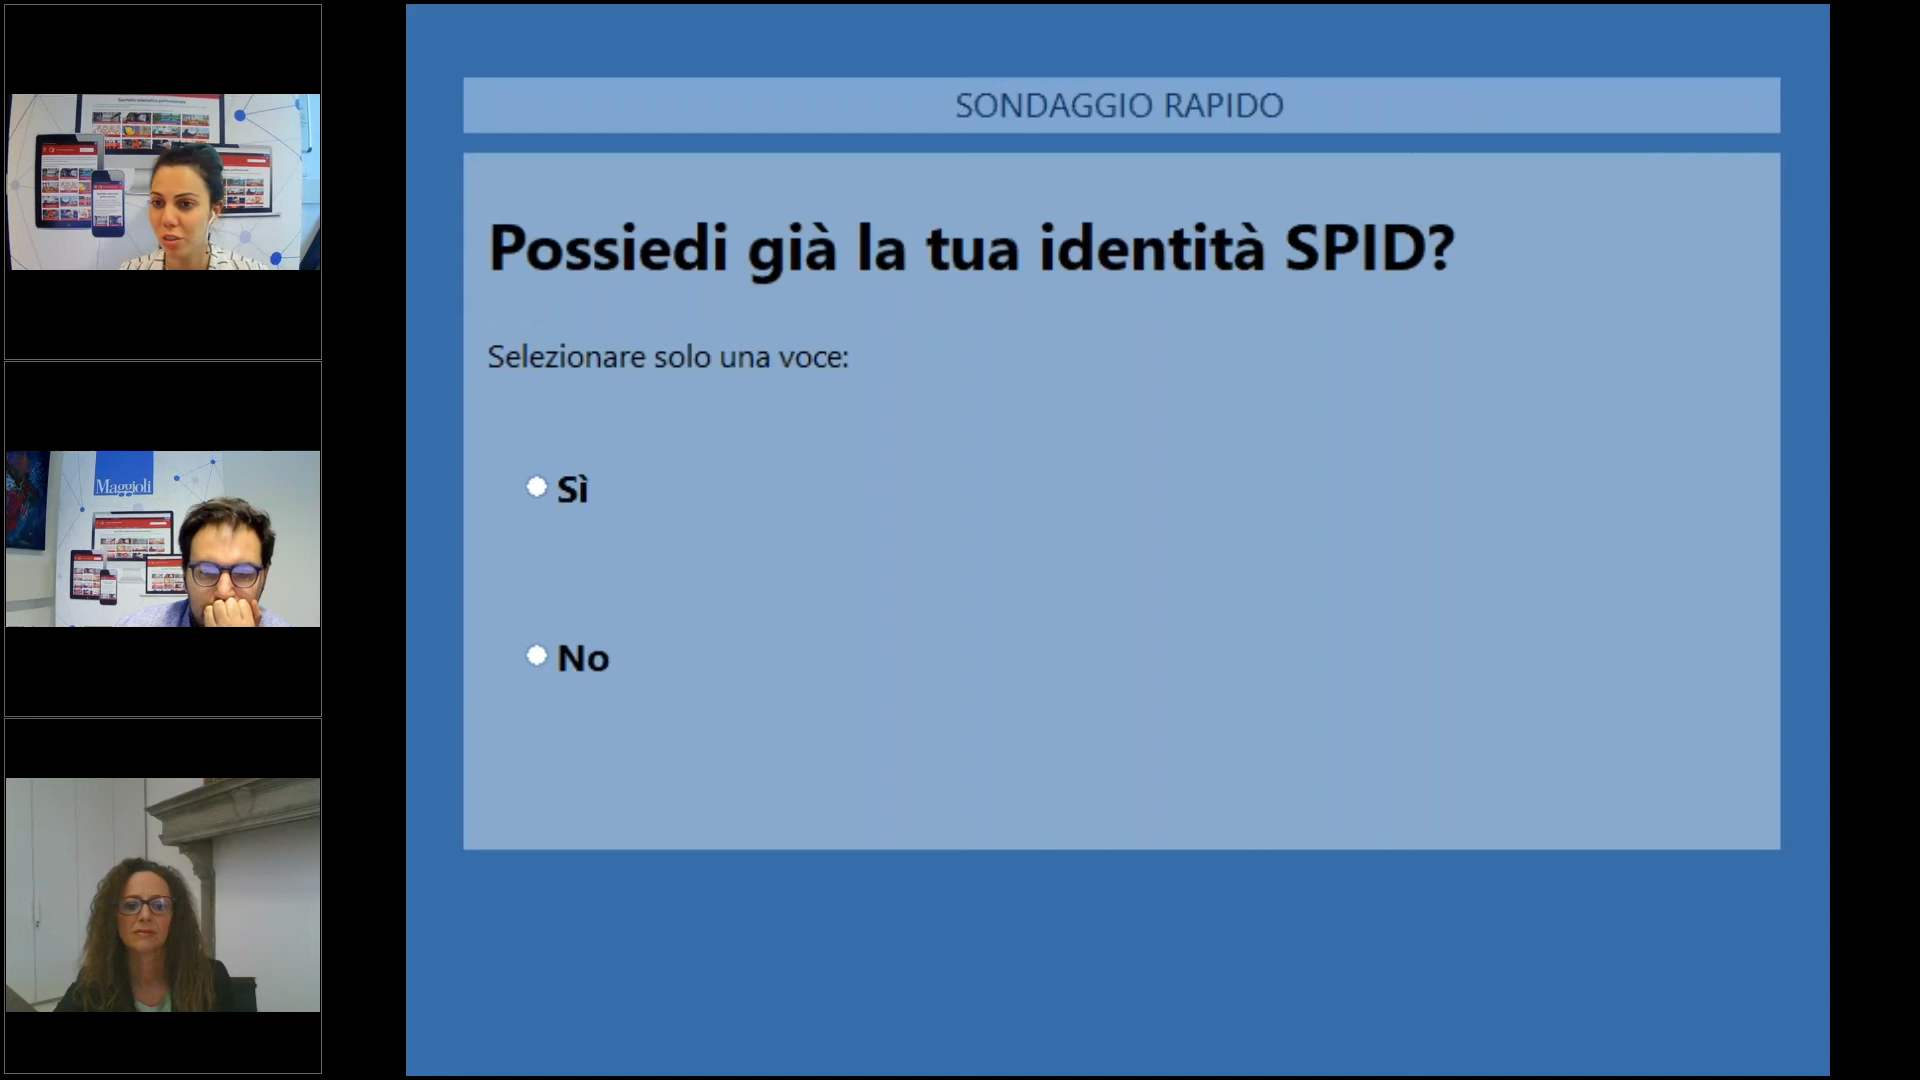 SONDAGGIO RAPIDO
Possiedi già la tua identità SPID?
Selezionare solo una voce:
Sì
No
Maggioli